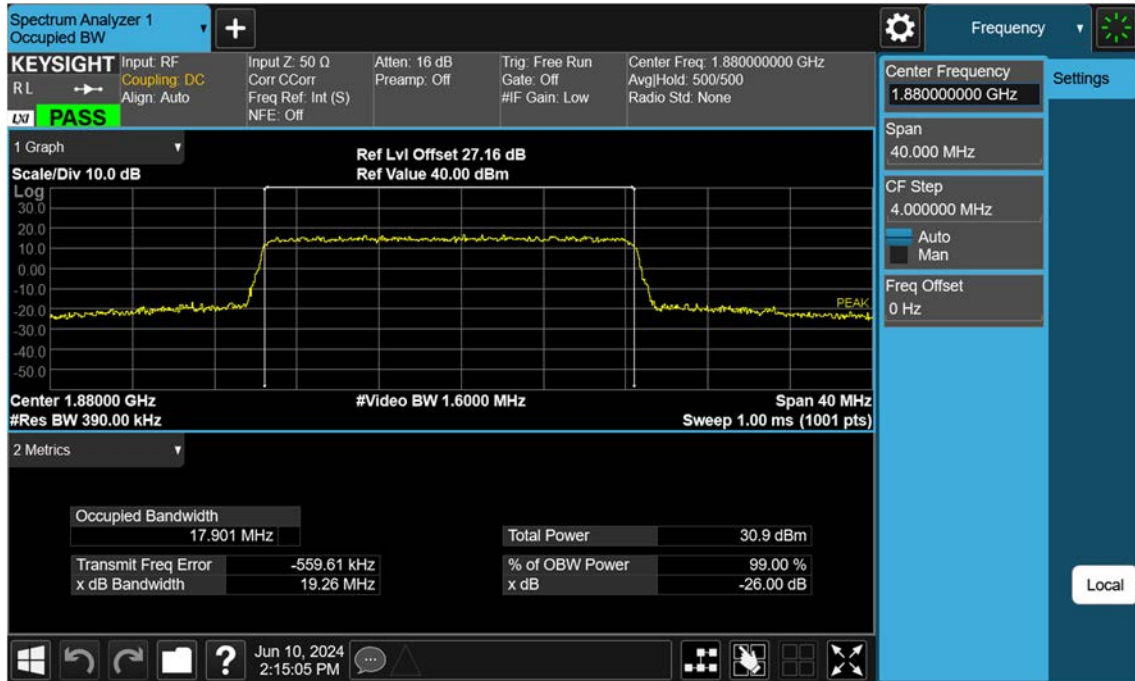 Spectrum Analyzer 1
Occupied BW
Frequency
KEYSIGHT
R L
LXI PASS
Input: RF
Coupling: DC
Align: Auto
Input Z: 50 Ω
Corr CCorr
Freq Ref: Int (S)
NFE: Off
Atten: 16 dB
Preamp: Off
Trig: Free Run
Gate: Off
#IF Gain: Low
Center Freq: 1.880000000 GHz
Avg|Hold: 500/500
Radio Std: None
Center Frequency
1.880000000 GHz
Settings
Span
40.000 MHz
CF Step
4.000000 MHz
Auto
Man
Freq Offset
0 Hz
Local
1 Graph
Scale/Div 10.0 dB
Ref Lvl Offset 27.16 dB
Ref Value 40.00 dBm
Log
30.0
20.0
10.0
0.00
-10.0
-20.0
-30.0
-40.0
-50.0
PEAK
Center 1.88000 GHz
#Video BW 1.6000 MHz
Span 40 MHz
#Res BW 390.00 kHz
Sweep 1.00 ms (1001 pts)
2 Metrics
Occupied Bandwidth
17.901 MHz
Total Power 30.9 dBm
Transmit Freq Error -559.61 kHz
% of OBW Power 99.00 %
x dB Bandwidth 19.26 MHz
x dB -26.00 dB
Jun 10, 2024
2:15:05 PM